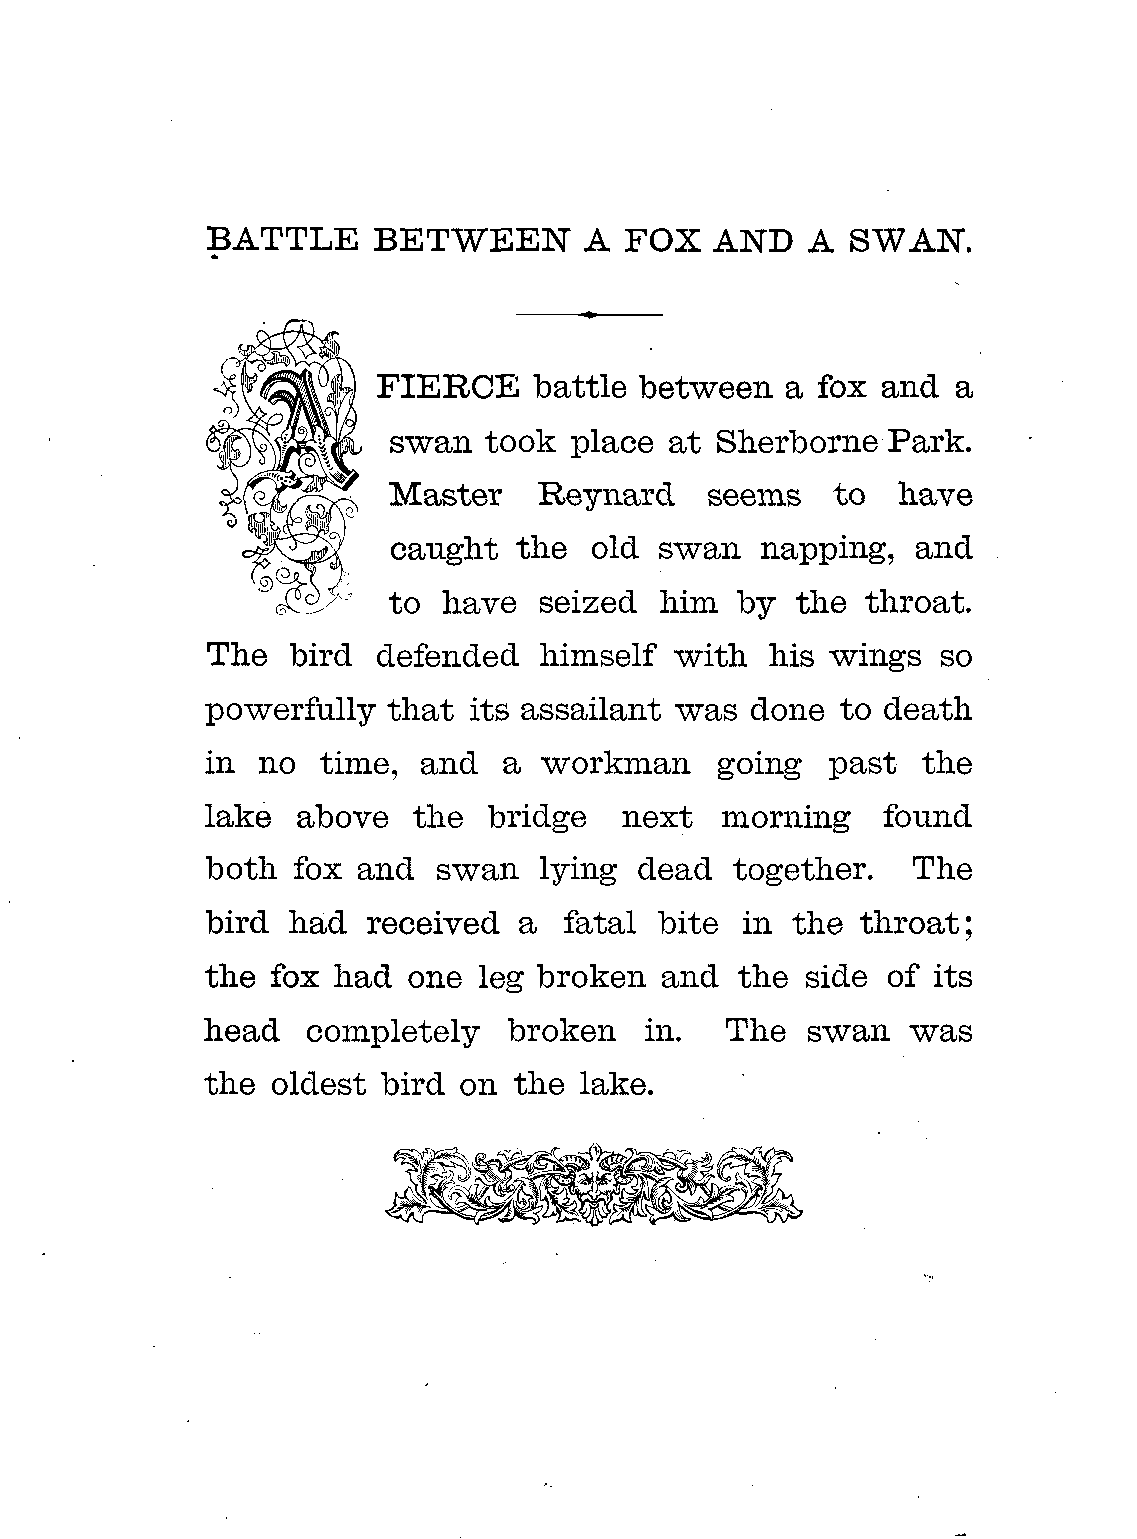 BATTLE BETWEEN A FOX AND A SWAN.
A FIERCE battle between a fox and a
swan took place at Sherborne Park.
Master Reynard seems to have
caught the old swan napping, and
to have seized him by the throat.
The bird defended himself with his wings so
powerfully that its assailant was done to death
in no time, and a workman going past the
lake above the bridge next morning found
both fox and swan lying dead together. The
bird had received a fatal bite in the throat;
the fox had one leg broken and the side of its
head completely broken in. The swan was
the oldest bird on the lake.